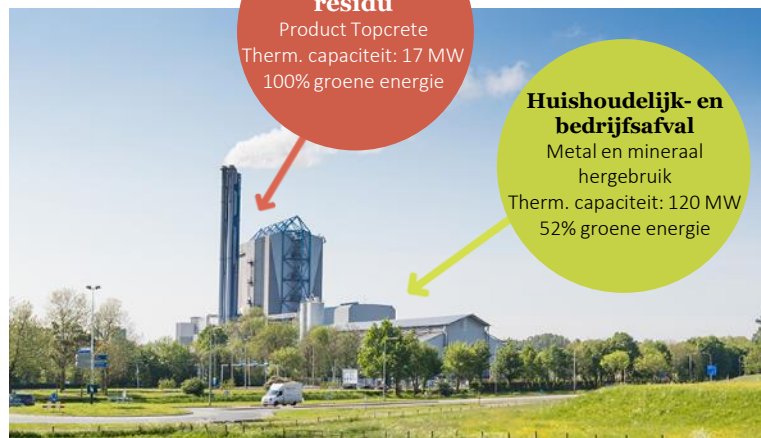 residu
Product Topcrete
Therm. capaciteit: 17 MW
100% groene energie
Huishoudelijk- en
bedrijfsafval
Metal en mineraal
hergebruik
Therm. capaciteit: 120 MW
52% groene energie